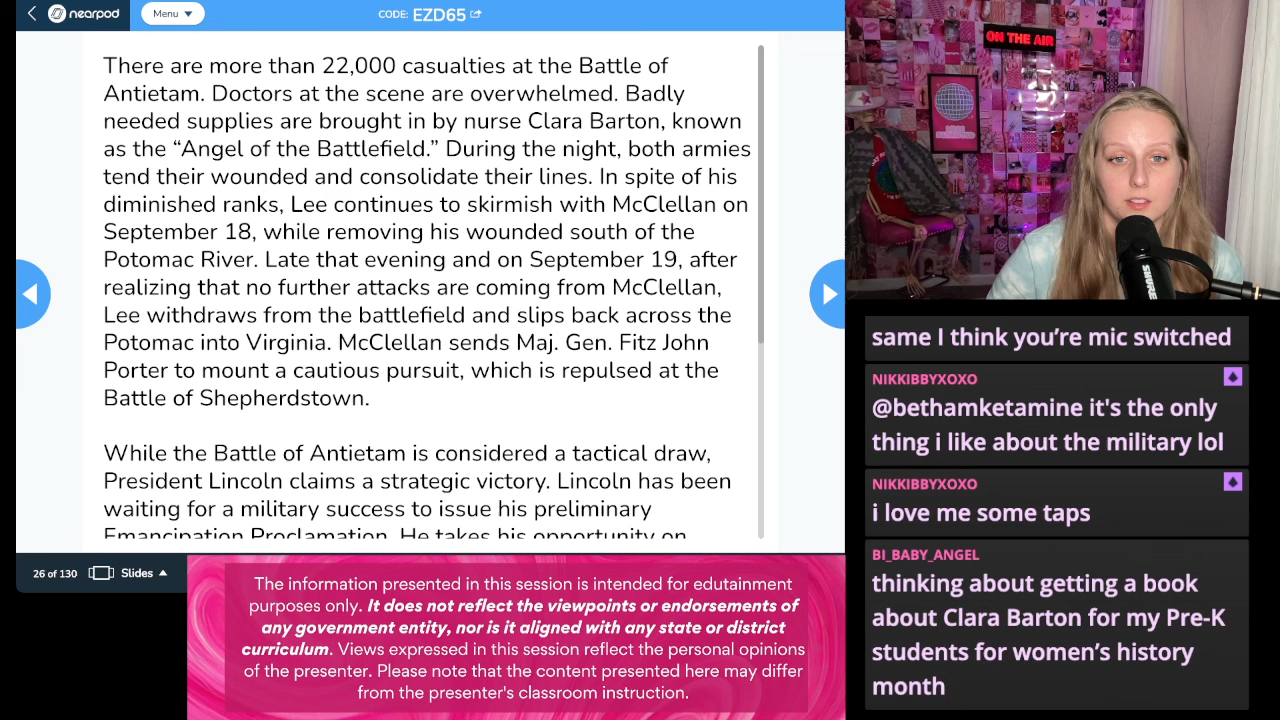 nearpod
Menu
CODE: EZD65
There are more than 22,000 casualties at the Battle of
Antietam. Doctors at the scene are overwhelmed. Badly
needed supplies are brought in by nurse Clara Barton, known
as the “Angel of the Battlefield.” During the night, both armies
tend their wounded and consolidate their lines. In spite of his
diminished ranks, Lee continues to skirmish with McClellan on
September 18, while removing his wounded south of the
Potomac River. Late that evening and on September 19, after
realizing that no further attacks are coming from McClellan,
Lee withdraws from the battlefield and slips back across the
Potomac into Virginia. McClellan sends Maj. Gen. Fitz John
Porter to mount a cautious pursuit, which is repulsed at the
Battle of Shepherdstown.
While the Battle of Antietam is considered a tactical draw,
President Lincoln claims a strategic victory. Lincoln has been
waiting for a military success to issue his preliminary
Emancipation Proclamation. He takes his opportunity on
26 of 130
Slides
The information presented in this session is intended for edutainment
purposes only. It does not reflect the viewpoints or endorsements of
any government entity, nor is it aligned with any state or district
curriculum. Views expressed in this session reflect the personal opinions
of the presenter. Please note that the content presented here may differ
from the presenter's classroom instruction.
ON THE AIR
SHURE
same I think you’re mic switched
NIKKIBBYXOXO
@bethamketamine it's the only
thing i like about the military lol
NIKKIBBYXOXO
i love me some taps
BI_BABY_ANGEL
thinking about getting a book
about Clara Barton for my Pre-K
students for women’s history
month